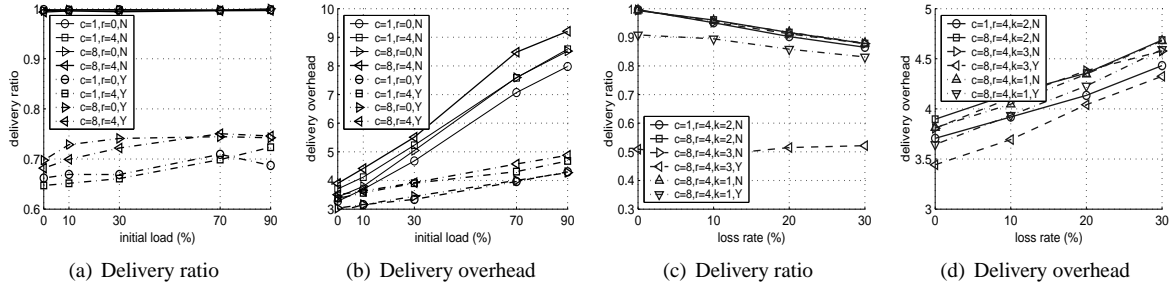 1
0.9
0.8
0.7
0.6
0 10 30 70 90
delivery ratio
initial load (%)
c=1,r=0,N
c=1,r=4,N
c=8,r=0,N
c=8,r=4,N
c=1,r=0,Y
c=1,r=4,Y
c=8,r=0,Y
c=8,r=4,Y
(a) Delivery ratio
10
9
8
7
6
5
4
3
2
0 10 30 70 90
Delivery overhead
initial load (%)
c=1,r=0,N
c=1,r=4,N
c=8,r=0,N
c=8,r=4,N
c=1,r=0,Y
c=1,r=4,Y
c=8,r=0,Y
c=8,r=4,Y
(b) Delivery overhead
1
0.9
0.8
0.7
0.6
0.5
0.4
0.3
0 10 20 30
delivery ratio
loss rate (%)
c=1,r=4,k=2,N
c=8,r=4,k=2,N
c=8,r=4,k=3,N
c=8,r=4,k=3,Y
c=8,r=4,k=1,N
c=8,r=4,k=1,Y
(c) Delivery ratio
5
4.5
4
3.5
3
0 10 20 30
delivery overhead
loss rate (%)
c=1,r=4,k=2,N
c=8,r=4,k=2,N
c=8,r=4,k=3,N
c=8,r=4,k=3,Y
c=8,r=4,k=1,N
c=8,r=4,k=1,Y
(d) Delivery overhead